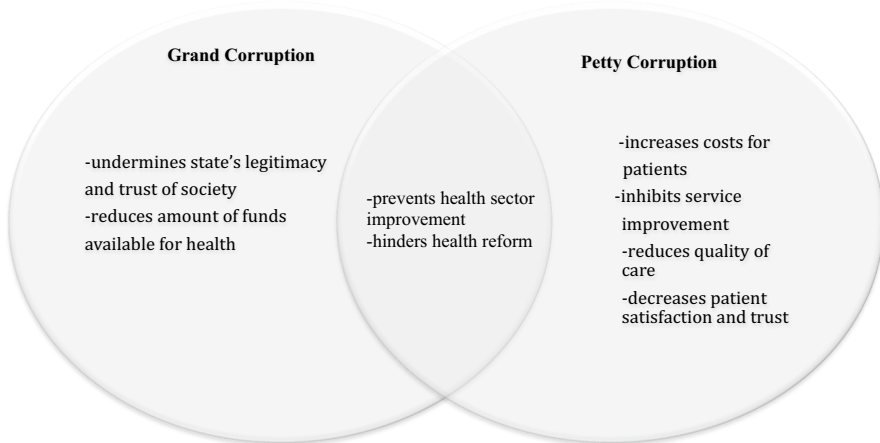 Grand Corruption
-undermines state’s legitimacy
and trust of society
-reduces amount of funds
available for health
-prevents health sector
improvement
-hinders health reform
Petty Corruption
-increases costs for
patients
-inhibits service
improvement
-reduces quality of
care
-decreases patient
satisfaction and trust